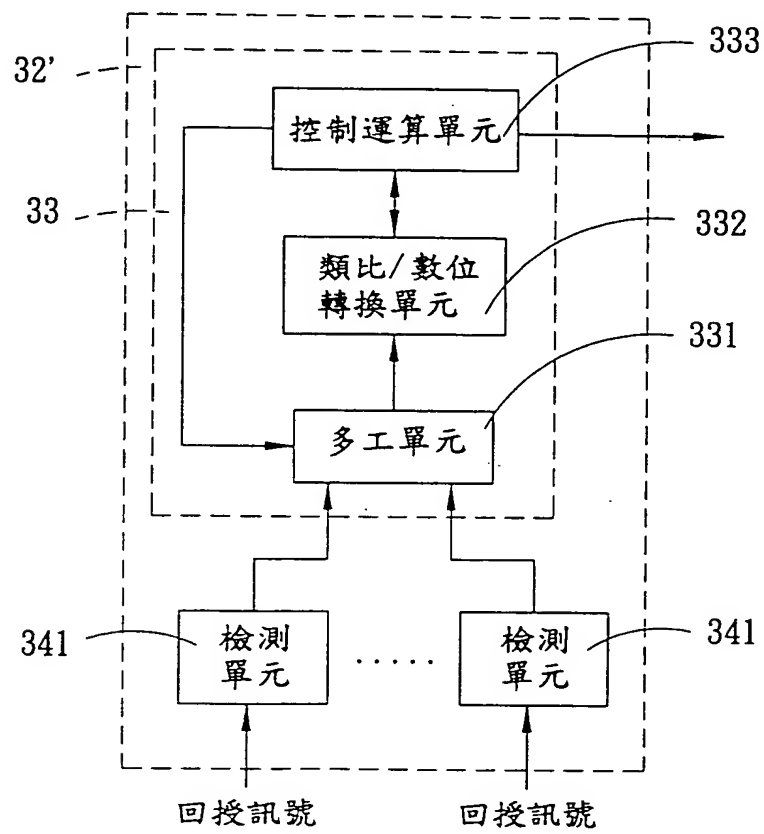 32'
333
控制運算單元
33
332
類比/數位
轉換單元
331
多工單元
341
檢測
單元
.....
檢測
單元
341
回授訊號
回授訊號